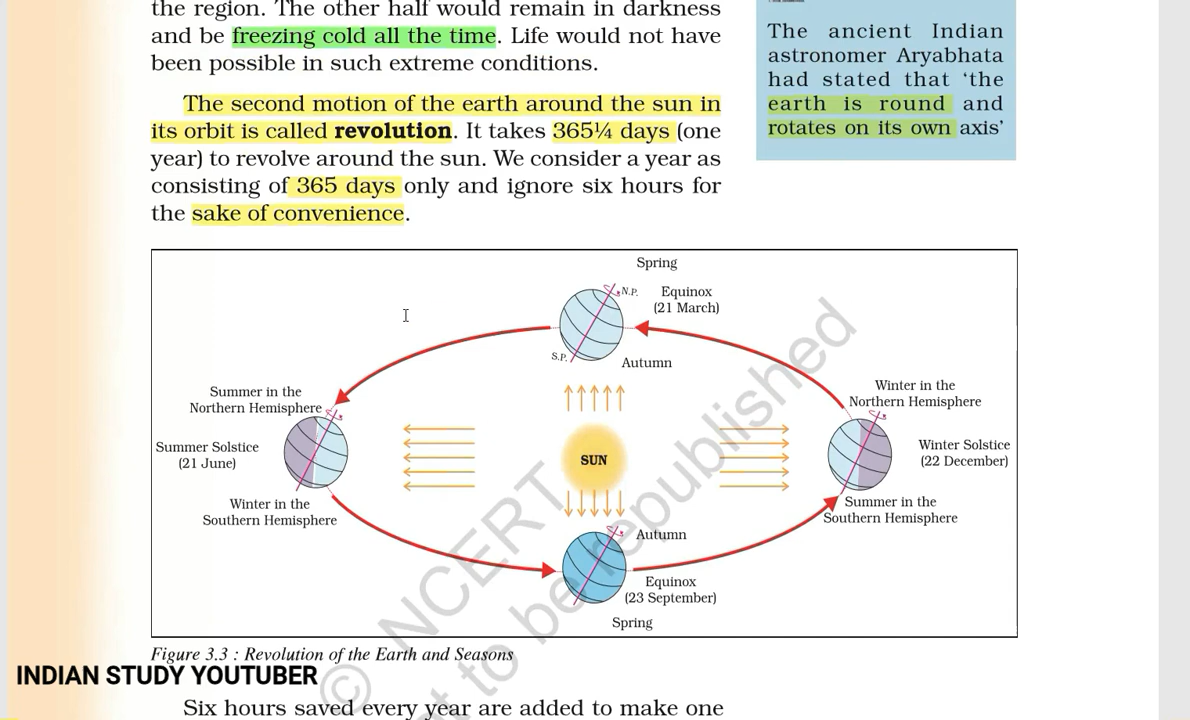 the region. The other half would remain in darkness
and be freezing cold all the time. Life would not have
been possible in such extreme conditions.
The second motion of the earth around the sun in
its orbit is called revolution. It takes 365¼ days (one
year) to revolve around the sun. We consider a year as
consisting of 365 days only and ignore six hours for
the sake of convenience.
The ancient Indian
astronomer Aryabhata
had stated that ‘the
earth is round and
rotates on its own axis’
Spring
N.P.
Equinox
(21 March)
S.P.
Autumn
Summer in the
Northern Hemisphere
Summer Solstice
(21 June)
Winter in the
Southern Hemisphere
SUN
Winter in the
Northern Hemisphere
Winter Solstice
(22 December)
Summer in the
Southern Hemisphere
Autumn
Equinox
(23 September)
Spring
© NCERT
to be republished
Figure 3.3 : Revolution of the Earth and Seasons
INDIAN STUDY YOUTUBER
Six hours saved every year are added to make one